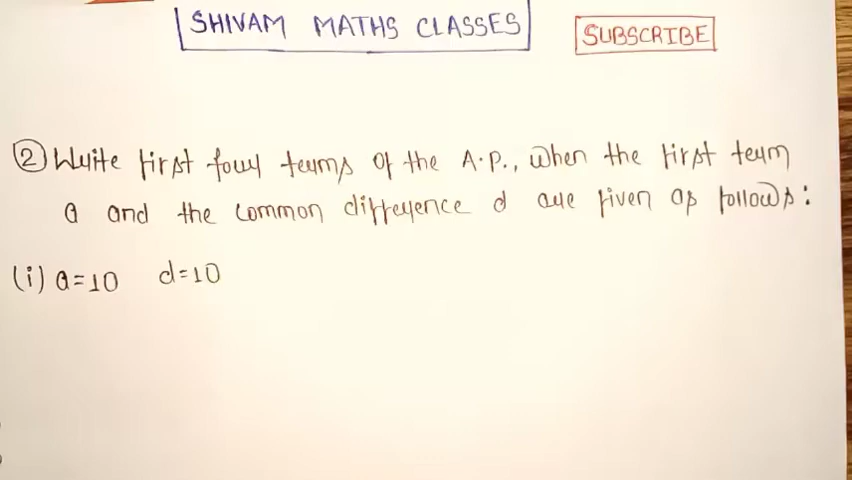 SHIVAM MATHS CLASSES
SUBSCRIBE
② Write first four terms of the A.P., when the first term
a and the common difference d are given as follows:
(i) a=10 d=10